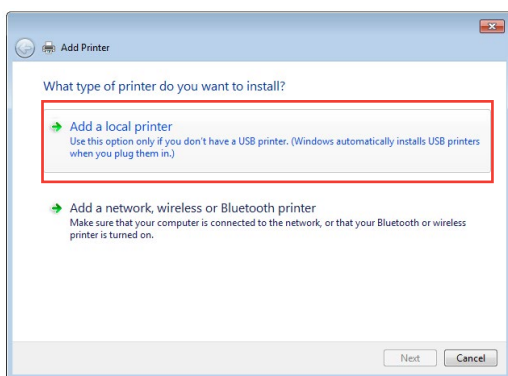 Add Printer
What type of printer do you want to install?
Add a local printer
Use this option only if you don't have a USB printer. (Windows automatically installs USB printers
when you plug them in.)
Add a network, wireless or Bluetooth printer
Make sure that your computer is connected to the network, or that your Bluetooth or wireless
printer is turned on.
Next Cancel